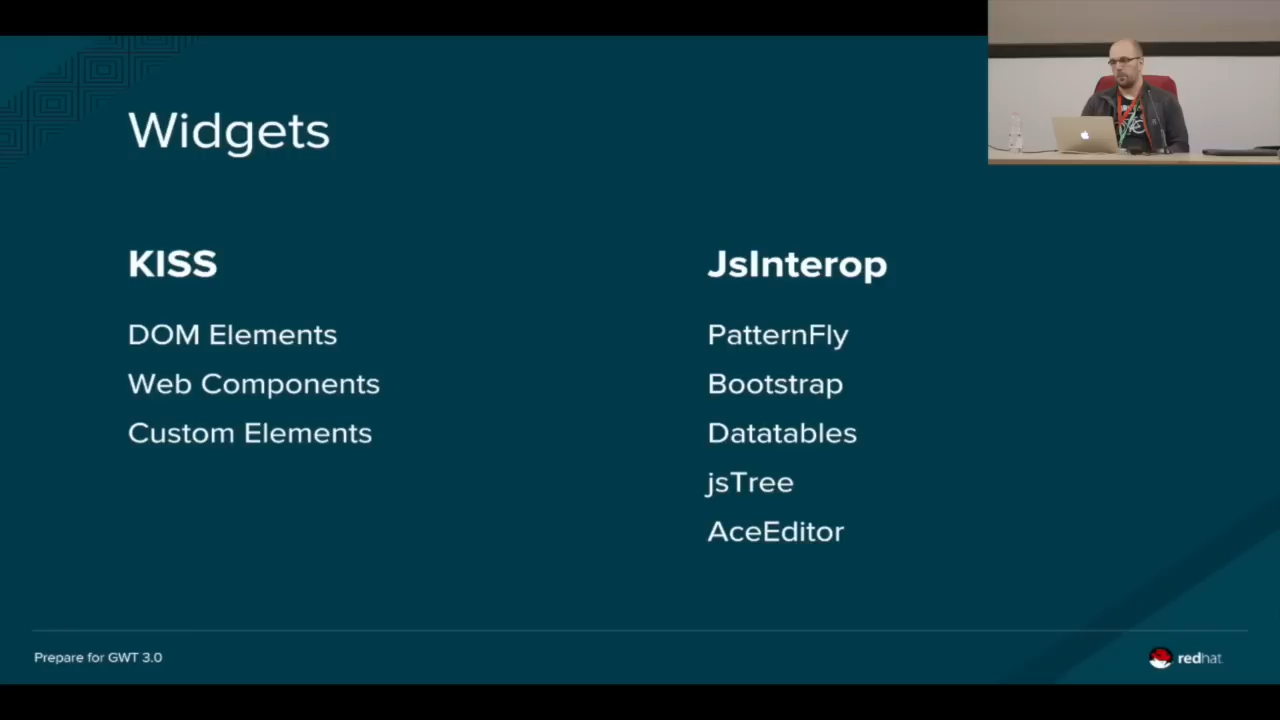 Widgets
KISS
DOM Elements
Web Components
Custom Elements
JsInterop
PatternFly
Bootstrap
Datatables
jsTree
AceEditor
Prepare for GWT 3.0
redhat.